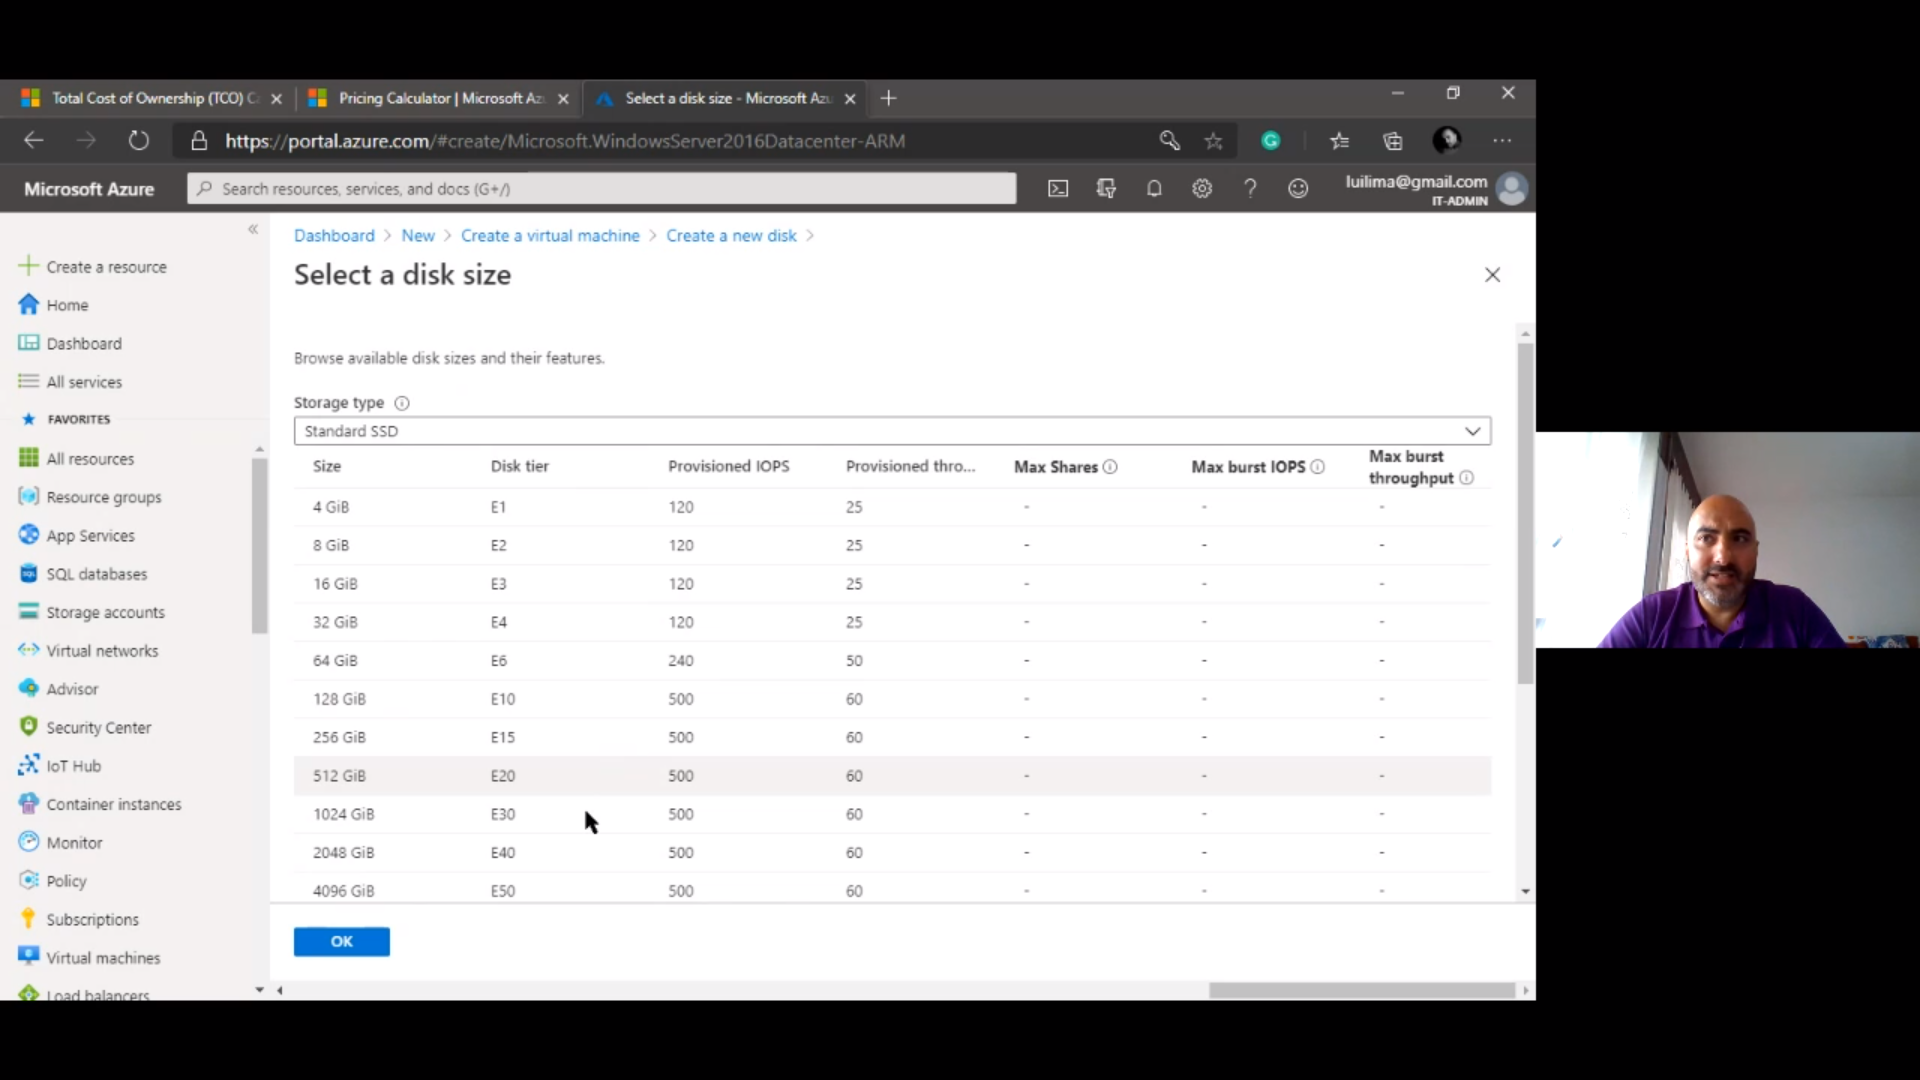 Total Cost of Ownership (TCO) C
Pricing Calculator | Microsoft Az
Select a disk size - Microsoft Azu
https://portal.azure.com/#create/Microsoft.WindowsServer2016Datacenter-ARM
Microsoft Azure
Search resources, services, and docs (G+/)
luilima@gmail.com
IT-ADMIN
Dashboard > New > Create a virtual machine > Create a new disk >
Select a disk size
Create a resource
Home
Dashboard
All services
FAVORITES
All resources
Resource groups
App Services
SQL databases
Storage accounts
Virtual networks
Advisor
Security Center
IoT Hub
Container instances
Monitor
Policy
Subscriptions
Virtual machines
Load balancers
Browse available disk sizes and their features.
Storage type
Standard SSD
Size Disk tier Provisioned IOPS Provisioned thro... Max Shares Max burst IOPS Max burst throughput
4 GiB E1 120 25 - - -
8 GiB E2 120 25 - - -
16 GiB E3 120 25 - - -
32 GiB E4 120 25 - - -
64 GiB E6 240 50 - - -
128 GiB E10 500 60 - - -
256 GiB E15 500 60 - - -
512 GiB E20 500 60 - - -
1024 GiB E30 500 60 - - -
2048 GiB E40 500 60 - - -
4096 GiB E50 500 60 - - -
OK